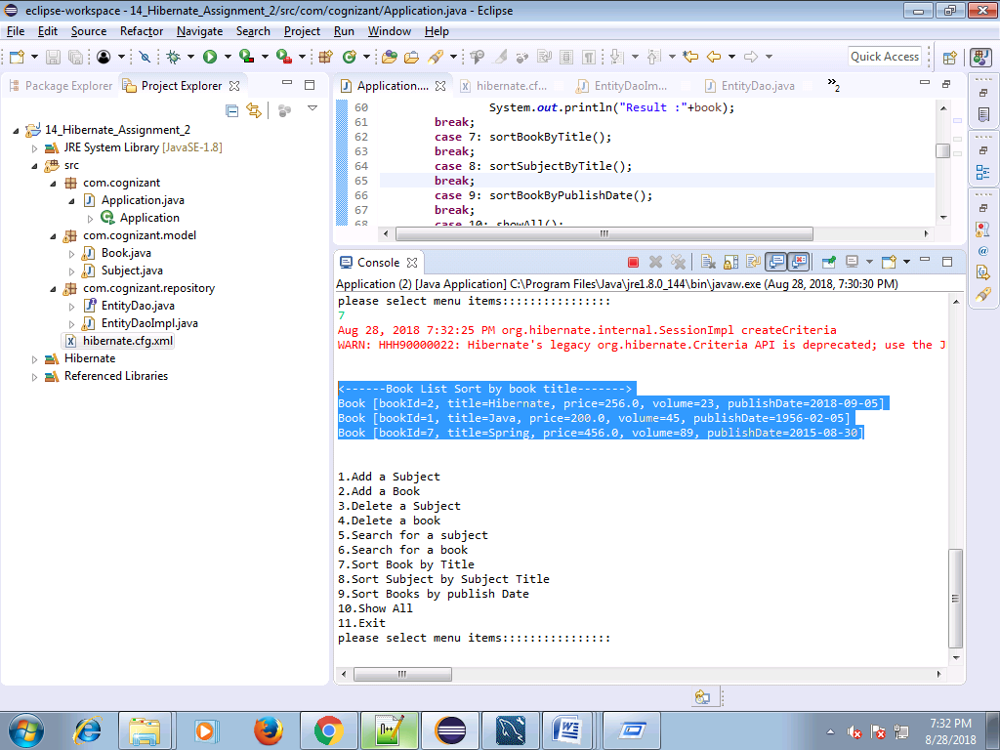 eclipse-workspace - 14_Hibernate_Assignment_2/src/com/cognizant/Application.java - Eclipse
File Edit Source Refactor Navigate Search Project Run Window Help
Quick Access
Package Explorer Project Explorer
14_Hibernate_Assignment_2
JRE System Library [JavaSE-1.8]
src
com.cognizant
Application.java
Application
com.cognizant.model
Book.java
Subject.java
com.cognizant.repository
EntityDao.java
EntityDaoImpl.java
hibernate.cfg.xml
Hibernate
Referenced Libraries
Application.... hibernate.cf... EntityDaoIm... EntityDao.java »2
60 System.out.println("Result :"+book);
61 break;
62 case 7: sortBookByTitle();
63 break;
64 case 8: sortSubjectByTitle();
65 break;
66 case 9: sortBookByPublishDate();
67 break;
68 case 10: showAll();
Console
Application (2) [Java Application] C:\Program Files\Java\jre1.8.0_144\bin\javaw.exe (Aug 28, 2018, 7:30:30 PM)
please select menu items::::::::::::::::
7
Aug 28, 2018 7:32:25 PM org.hibernate.internal.SessionImpl createCriteria
WARN: HHH90000022: Hibernate's legacy org.hibernate.Criteria API is deprecated; use the J
<------Book List Sort by book title------->
Book [bookId=2, title=Hibernate, price=256.0, volume=23, publishDate=2018-09-05]
Book [bookId=1, title=Java, price=200.0, volume=45, publishDate=1956-02-05]
Book [bookId=7, title=Spring, price=456.0, volume=89, publishDate=2015-08-30]
1.Add a Subject
2.Add a Book
3.Delete a Subject
4.Delete a book
5.Search for a subject
6.Search for a book
7.Sort Book by Title
8.Sort Subject by Subject Title
9.Sort Books by publish Date
10.Show All
11.Exit
please select menu items::::::::::::::::
7:32 PM
8/28/2018